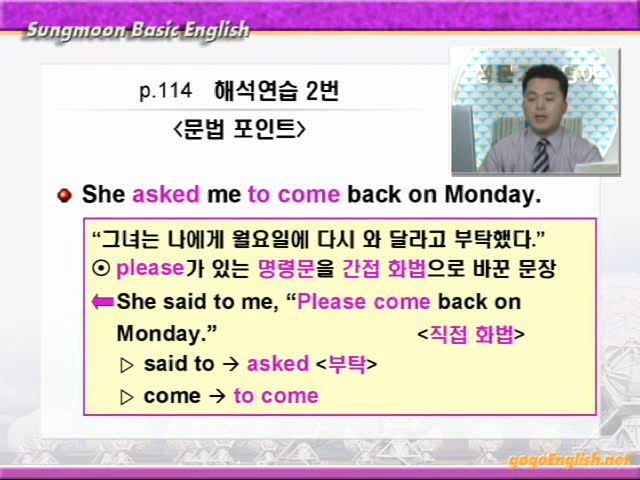 Sungmoon Basic English
p.114 해석연습 2번
<문법 포인트>
She asked me to come back on Monday.
“그녀는 나에게 월요일에 다시 와 달라고 부탁했다.”
⊙ please가 있는 명령문을 간접 화법으로 바꾼 문장
⇐ She said to me, “Please come back on
Monday.” <직접 화법>
▷ said to → asked <부탁>
▷ come → to come
gogoEnglish.net